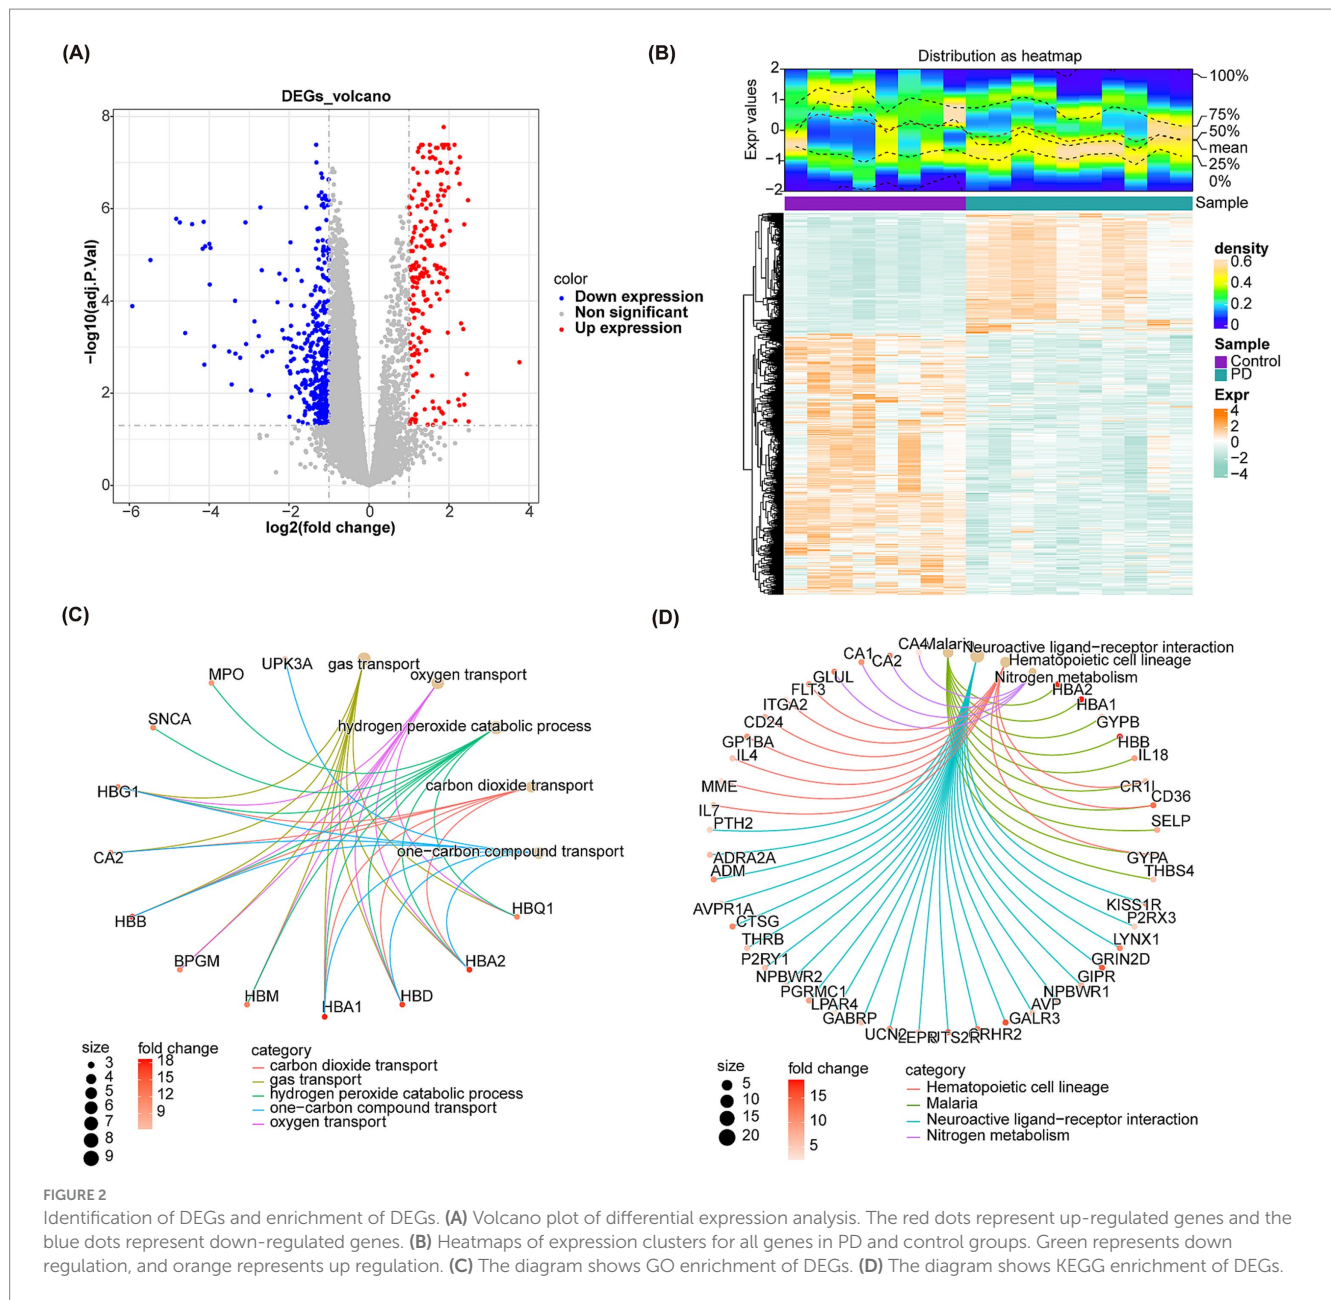 (A)
DEGs_volcano
8
6
4
2
0
−log10(adj.P.Val)
−6
−4
−2
0
2
4
log2(fold change)
color
Down expression
Non significant
Up expression
(B)
Distribution as heatmap
Expr values
2
1
0
−1
−2
100%
75%
50%
mean
25%
0%
Sample
density
0.6
0.4
0.2
0
Sample
Control
PD
Expr
4
2
0
−2
−4
(C)
UPK3A
gas transport
MPO
oxygen transport
SNCA
hydrogen peroxide catabolic process
HBG1
carbon dioxide transport
CA2
one−carbon compound transport
HBB
HBQ1
BPGM
HBA2
HBM
HBA1
HBD
size
3
4
5
6
7
8
9
fold change
18
15
12
9
category
carbon dioxide transport
gas transport
hydrogen peroxide catabolic process
one−carbon compound transport
oxygen transport
(D)
CA4
Malaria
Neuroactive ligand−receptor interaction
CA1
CA2
Hematopoietic cell lineage
GLUL
Nitrogen metabolism
FLT3
HBA2
ITGA2
HBA1
CD24
GYPB
GP1BA
HBB
IL4
IL18
MME
CR1L
CD36
IL7
PTH2
SELP
ADRA2A
GYPA
ADM
THBS4
AVPR1A
KISS1R
CTSG
P2RX3
THRB
LYNX1
P2RY1
GRIN2D
NPBWR2
GIPR
PGRMC1
NPBWR1
LPAR4
AVP
GABRP
GALR3
UCN2
LEPR
UTS2R
CRHR2
size
5
10
15
20
fold change
15
10
5
category
Hematopoietic cell lineage
Malaria
Neuroactive ligand−receptor interaction
Nitrogen metabolism
FIGURE 2
Identification of DEGs and enrichment of DEGs. (A) Volcano plot of differential expression analysis. The red dots represent up-regulated genes and the
blue dots represent down-regulated genes. (B) Heatmaps of expression clusters for all genes in PD and control groups. Green represents down
regulation, and orange represents up regulation. (C) The diagram shows GO enrichment of DEGs. (D) The diagram shows KEGG enrichment of DEGs.